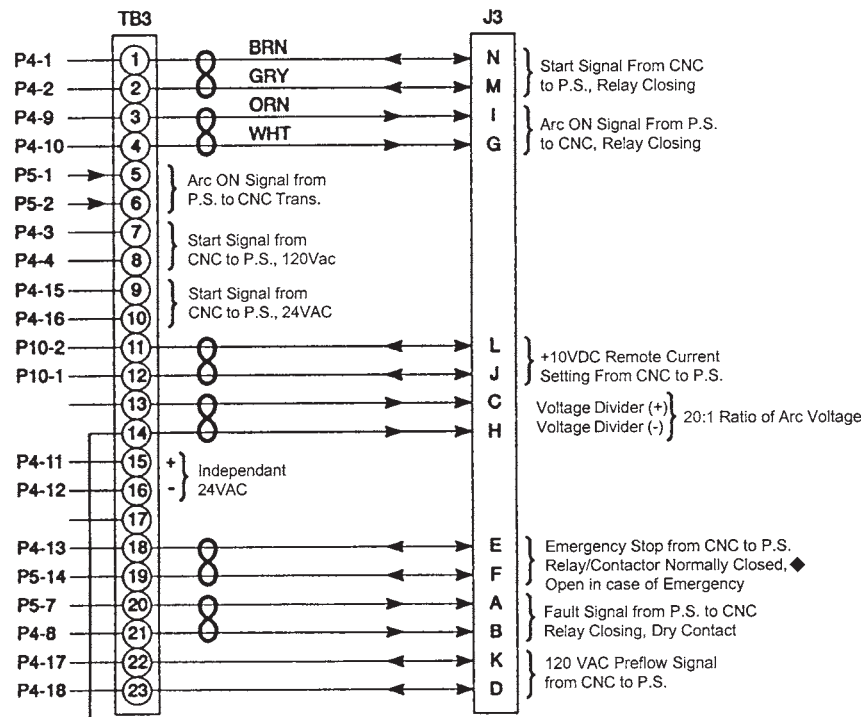 TB3 J3
P4-1 1 BRN N
P4-2 2 GRY M
Start Signal From CNC
to P.S., Relay Closing
P4-9 3 ORN I
P4-10 4 WHT G
Arc ON Signal From P.S.
to CNC, Relay Closing
P5-1 5
P5-2 6
Arc ON Signal from
P.S. to CNC Trans.
P4-3 7
P4-4 8
Start Signal from
CNC to P.S., 120Vac
P4-15 9
P4-16 10
Start Signal from
CNC to P.S., 24VAC
P10-2 11 L
P10-1 12 J
+10VDC Remote Current
Setting From CNC to P.S.
13 C Voltage Divider (+)
14 H Voltage Divider (-)
20:1 Ratio of Arc Voltage
P4-11 15 +
P4-12 16 -
Independant
24VAC
17
P4-13 18 E
P5-14 19 F
Emergency Stop from CNC to P.S.
Relay/Contactor Normally Closed, ◆
Open in case of Emergency
P5-7 20 A
P4-8 21 B
Fault Signal from P.S. to CNC
Relay Closing, Dry Contact
P4-17 22 K
P4-18 23 D
120 VAC Preflow Signal
from CNC to P.S.